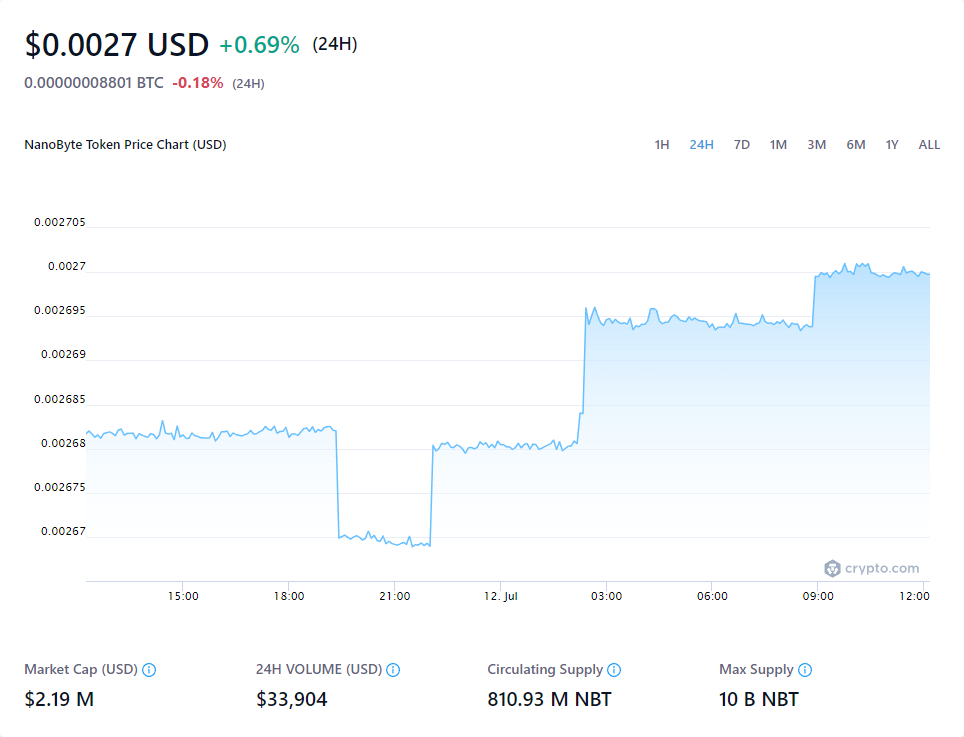 $0.0027 USD +0.69% (24H)
0.00000008801 BTC -0.18% (24H)
NanoByte Token Price Chart (USD) 1H 24H 7D 1M 3M 6M 1Y ALL
0.002705
0.0027
0.002695
0.00269
0.002685
0.00268
0.002675
0.00267
crypto.com
15:00 18:00 21:00 12. Jul 03:00 06:00 09:00 12:00
Market Cap (USD) 24H VOLUME (USD) Circulating Supply Max Supply
$2.19 M $33,904 810.93 M NBT 10 B NBT